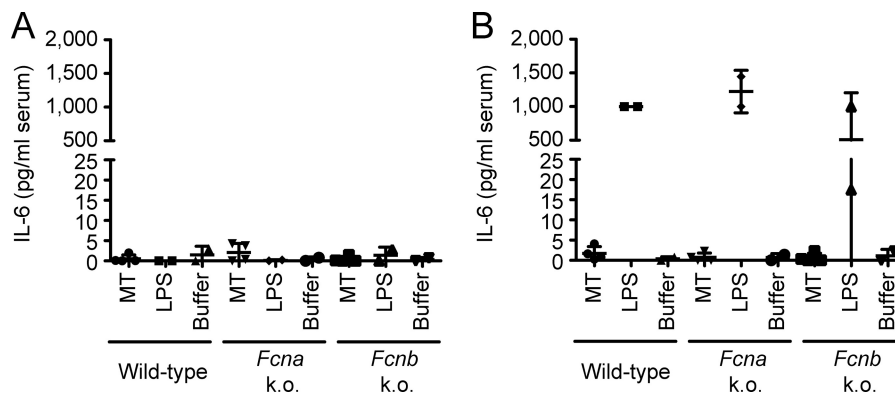 A
IL-6 (pg/ml serum)
2,000
1,500
1,000
500
25
20
15
10
5
0
MT
LPS
Buffer
MT
LPS
Buffer
MT
LPS
Buffer
Wild-type
Fcna
k.o.
Fcnb
k.o.
B
IL-6 (pg/ml serum)
2,000
1,500
1,000
500
25
20
15
10
5
0
MT
LPS
Buffer
MT
LPS
Buffer
MT
LPS
Buffer
Wild-type
Fcna
k.o.
Fcnb
k.o.